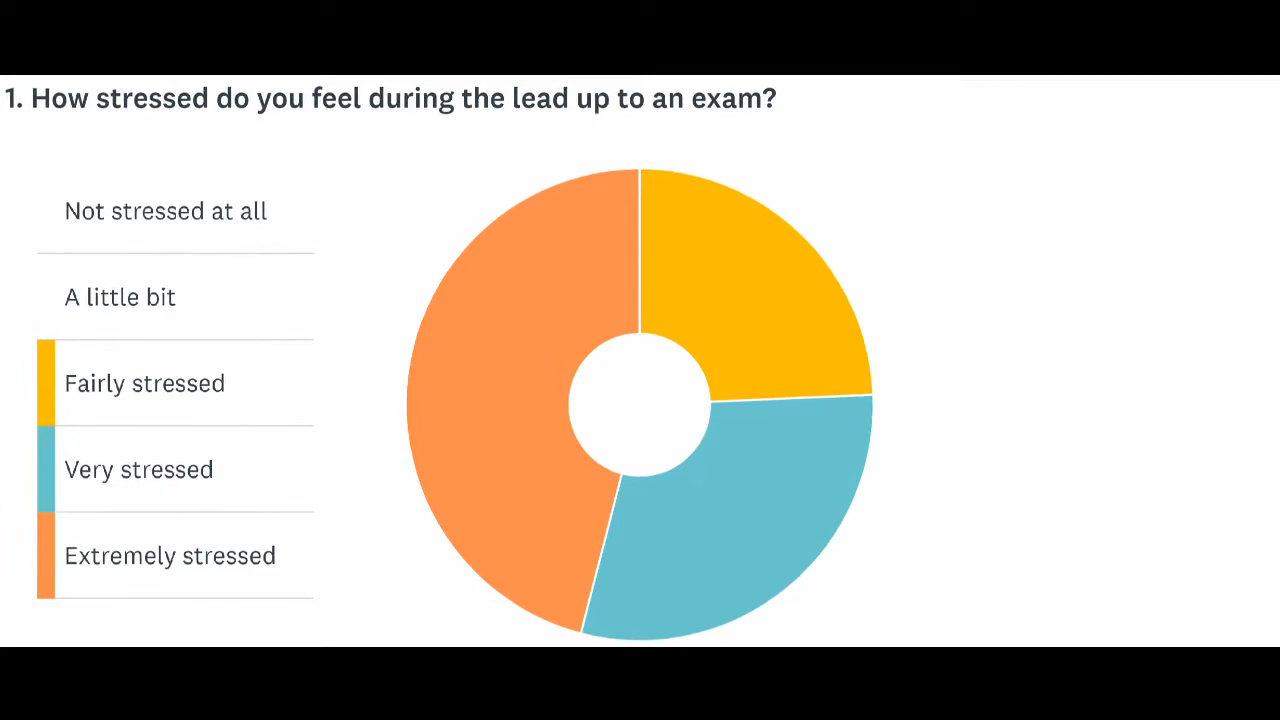 1. How stressed do you feel during the lead up to an exam?
Not stressed at all
A little bit
Fairly stressed
Very stressed
Extremely stressed